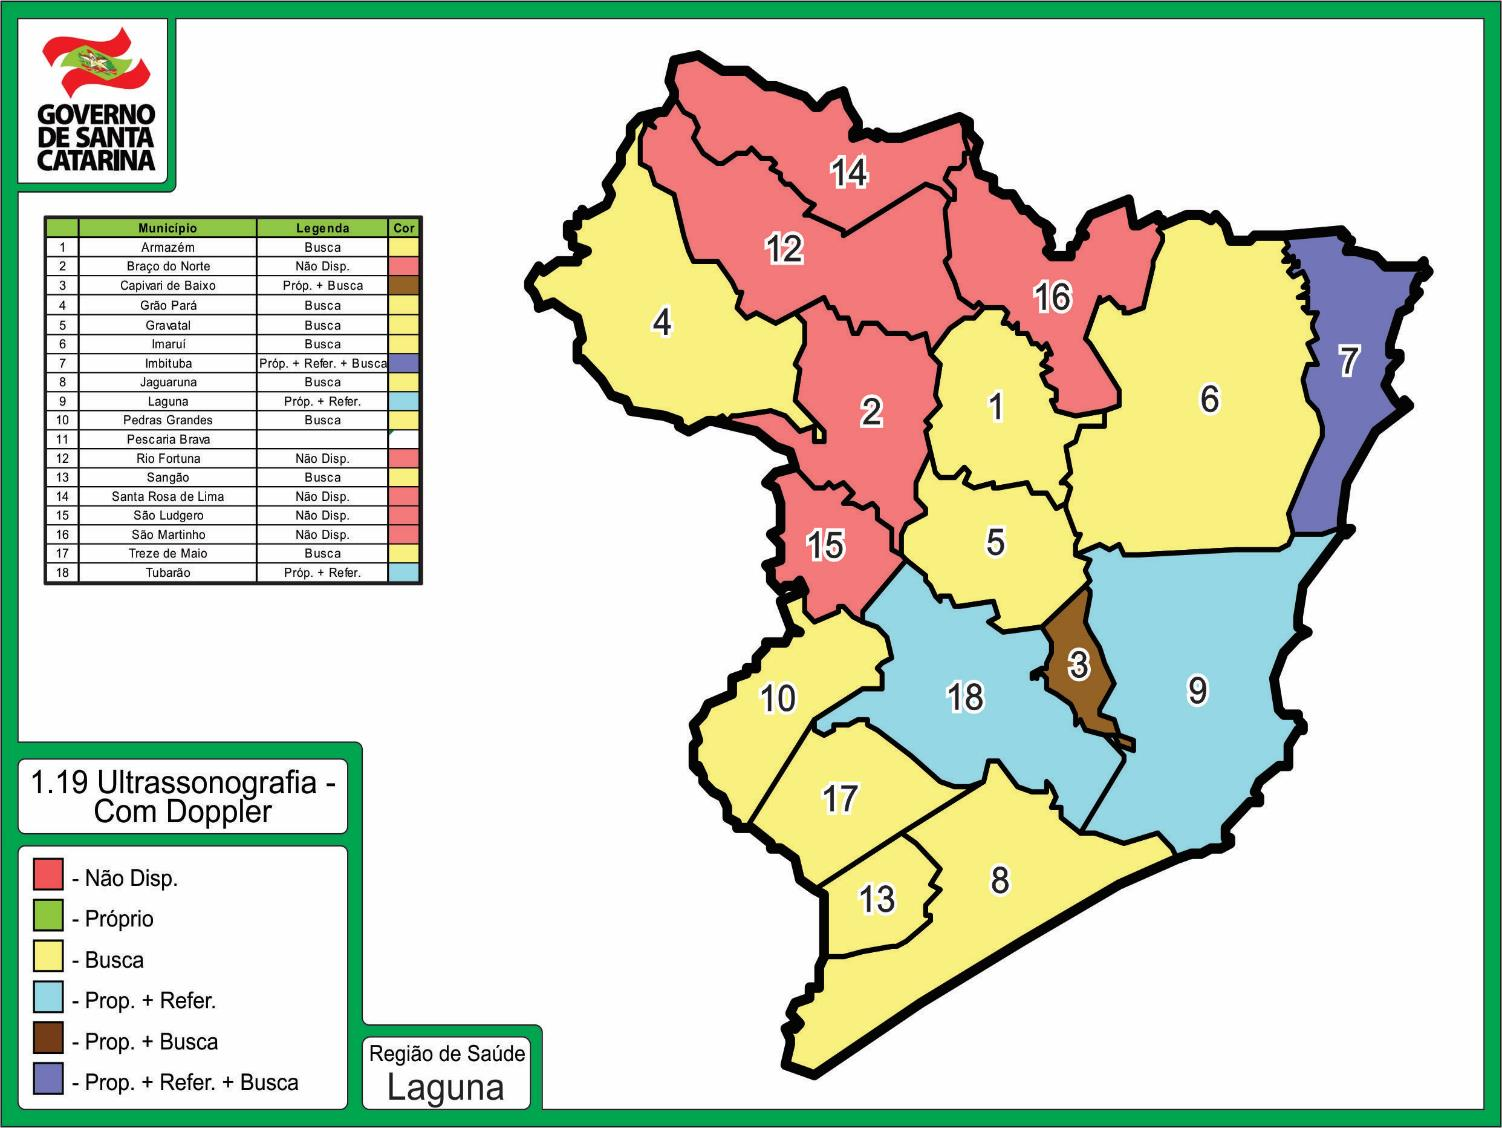 GOVERNO
DE SANTA
CATARINA
Município Legenda Cor
1 Armazém Busca
2 Braço do Norte Não Disp.
3 Capivari de Baixo Próp. + Busca
4 Grão Pará Busca
5 Gravatal Busca
6 Imaruí Busca
7 Imbituba Próp. + Refer. + Busca
8 Jaguaruna Busca
9 Laguna Próp. + Refer.
10 Pedras Grandes Busca
11 Pescaria Brava
12 Rio Fortuna Não Disp.
13 Sangão Busca
14 Santa Rosa de Lima Não Disp.
15 São Ludgero Não Disp.
16 São Martinho Não Disp.
17 Treze de Maio Busca
18 Tubarão Próp. + Refer.
14
12
16
4
7
6
2
1
5
15
3
9
10
18
17
8
13
1.19 Ultrassonografia -
Com Doppler
- Não Disp.
- Próprio
- Busca
- Prop. + Refer.
- Prop. + Busca
- Prop. + Refer. + Busca
Região de Saúde
Laguna